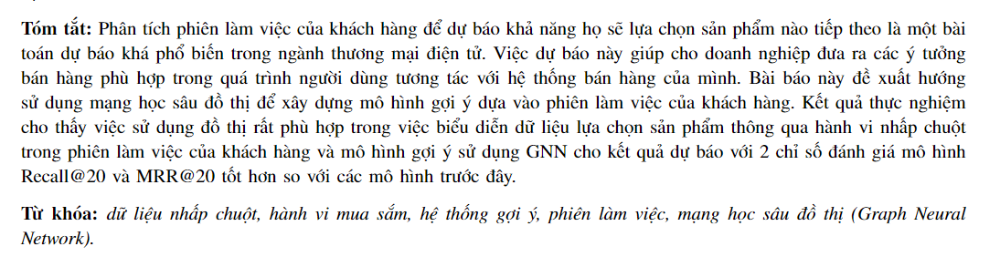 Tóm tắt: Phân tích phiên làm việc của khách hàng để dự báo khả năng họ sẽ lựa chọn sản phẩm nào tiếp theo là một bài
toán dự báo khá phổ biến trong ngành thương mại điện tử. Việc dự báo này giúp cho doanh nghiệp đưa ra các ý tưởng
bán hàng phù hợp trong quá trình người dùng tương tác với hệ thống bán hàng của mình. Bài báo này đề xuất hướng
sử dụng mạng học sâu đồ thị để xây dựng mô hình gợi ý dựa vào phiên làm việc của khách hàng. Kết quả thực nghiệm
cho thấy việc sử dụng đồ thị rất phù hợp trong việc biểu diễn dữ liệu lựa chọn sản phẩm thông qua hành vi nhấp chuột
trong phiên làm việc của khách hàng và mô hình gợi ý sử dụng GNN cho kết quả dự báo với 2 chỉ số đánh giá mô hình
Recall@20 và MRR@20 tốt hơn so với các mô hình trước đây.
Từ khóa: dữ liệu nhấp chuột, hành vi mua sắm, hệ thống gợi ý, phiên làm việc, mạng học sâu đồ thị (Graph Neural
Network).